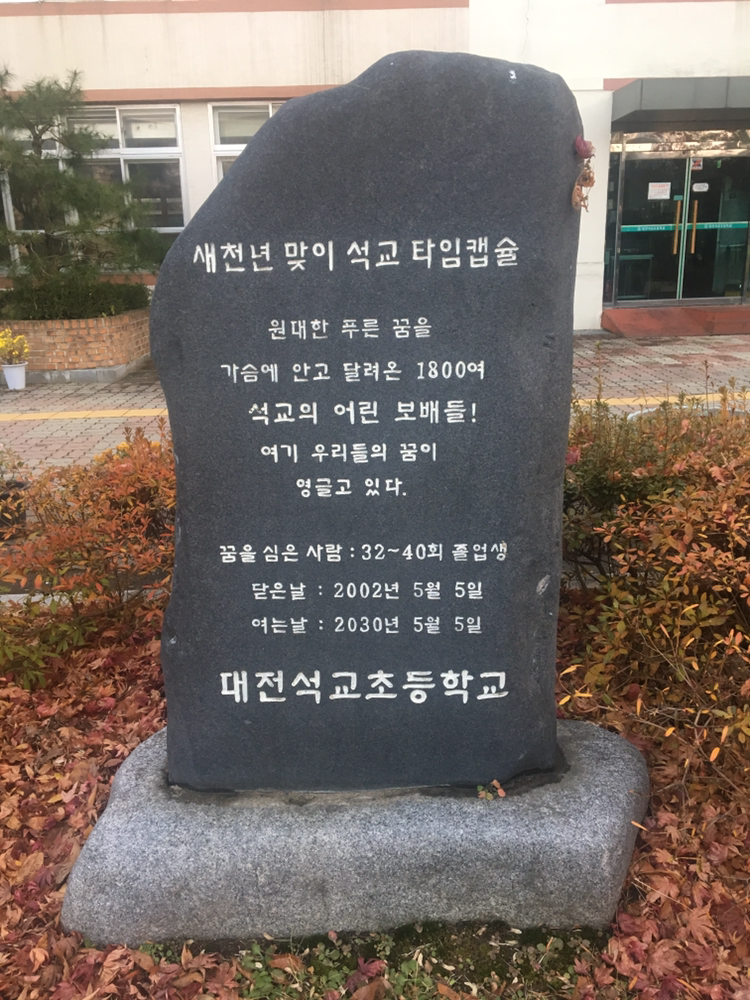 새천년 맞이 석교 타임캡슐
원대한 푸른 꿈을
가슴에 안고 달려온 1800여
석교의 어린 보배들!
여기 우리들의 꿈이
영글고 있다.
꿈을 심은 사람 : 32~40회 졸업생
닫은날 : 2002년 5월 5일
여는날 : 2030년 5월 5일
대전석교초등학교